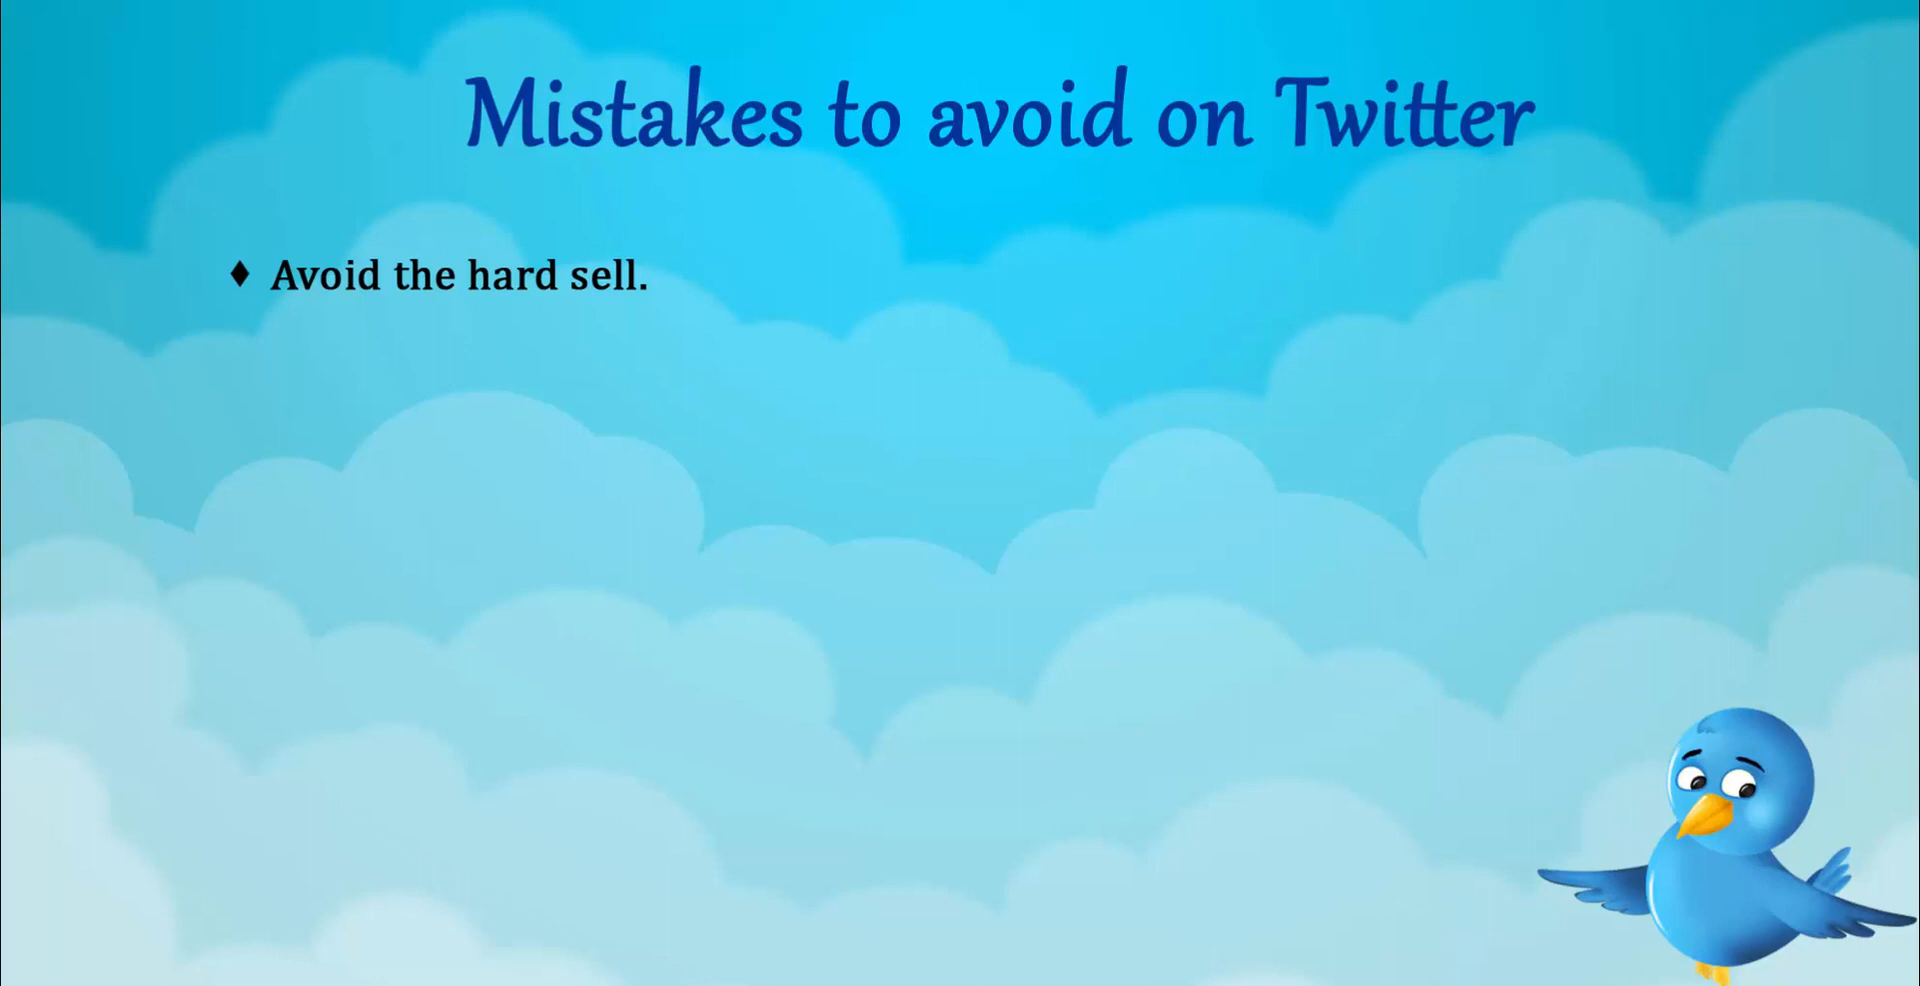 Mistakes to avoid on Twitter
♦ Avoid the hard sell.